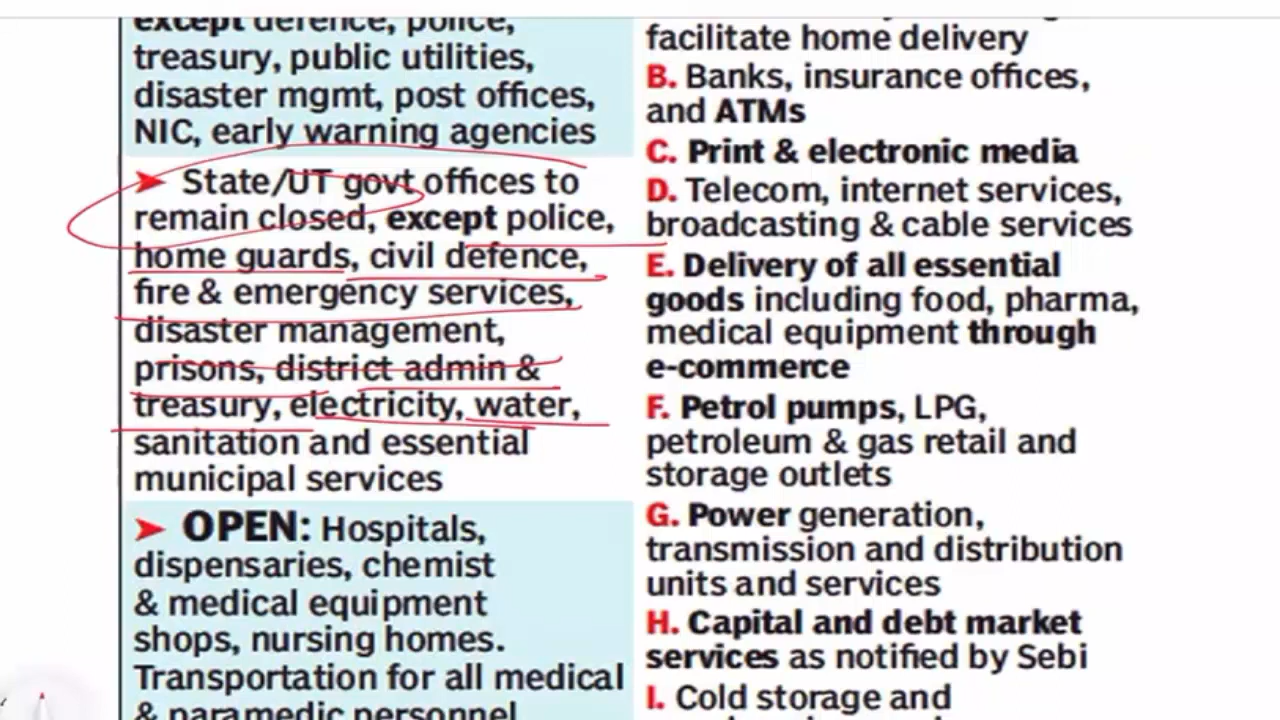 except defence, police,
treasury, public utilities,
disaster mgmt, post offices,
NIC, early warning agencies
➤ State/UT govt offices to
remain closed, except police,
home guards, civil defence,
fire & emergency services,
disaster management,
prisons, district admin &
treasury, electricity, water,
sanitation and essential
municipal services
➤ OPEN: Hospitals,
dispensaries, chemist
& medical equipment
shops, nursing homes.
Transportation for all medical
& paramedic personnel
facilitate home delivery
B. Banks, insurance offices,
and ATMs
C. Print & electronic media
D. Telecom, internet services,
broadcasting & cable services
E. Delivery of all essential
goods including food, pharma,
medical equipment through
e-commerce
F. Petrol pumps, LPG,
petroleum & gas retail and
storage outlets
G. Power generation,
transmission and distribution
units and services
H. Capital and debt market
services as notified by Sebi
I. Cold storage and